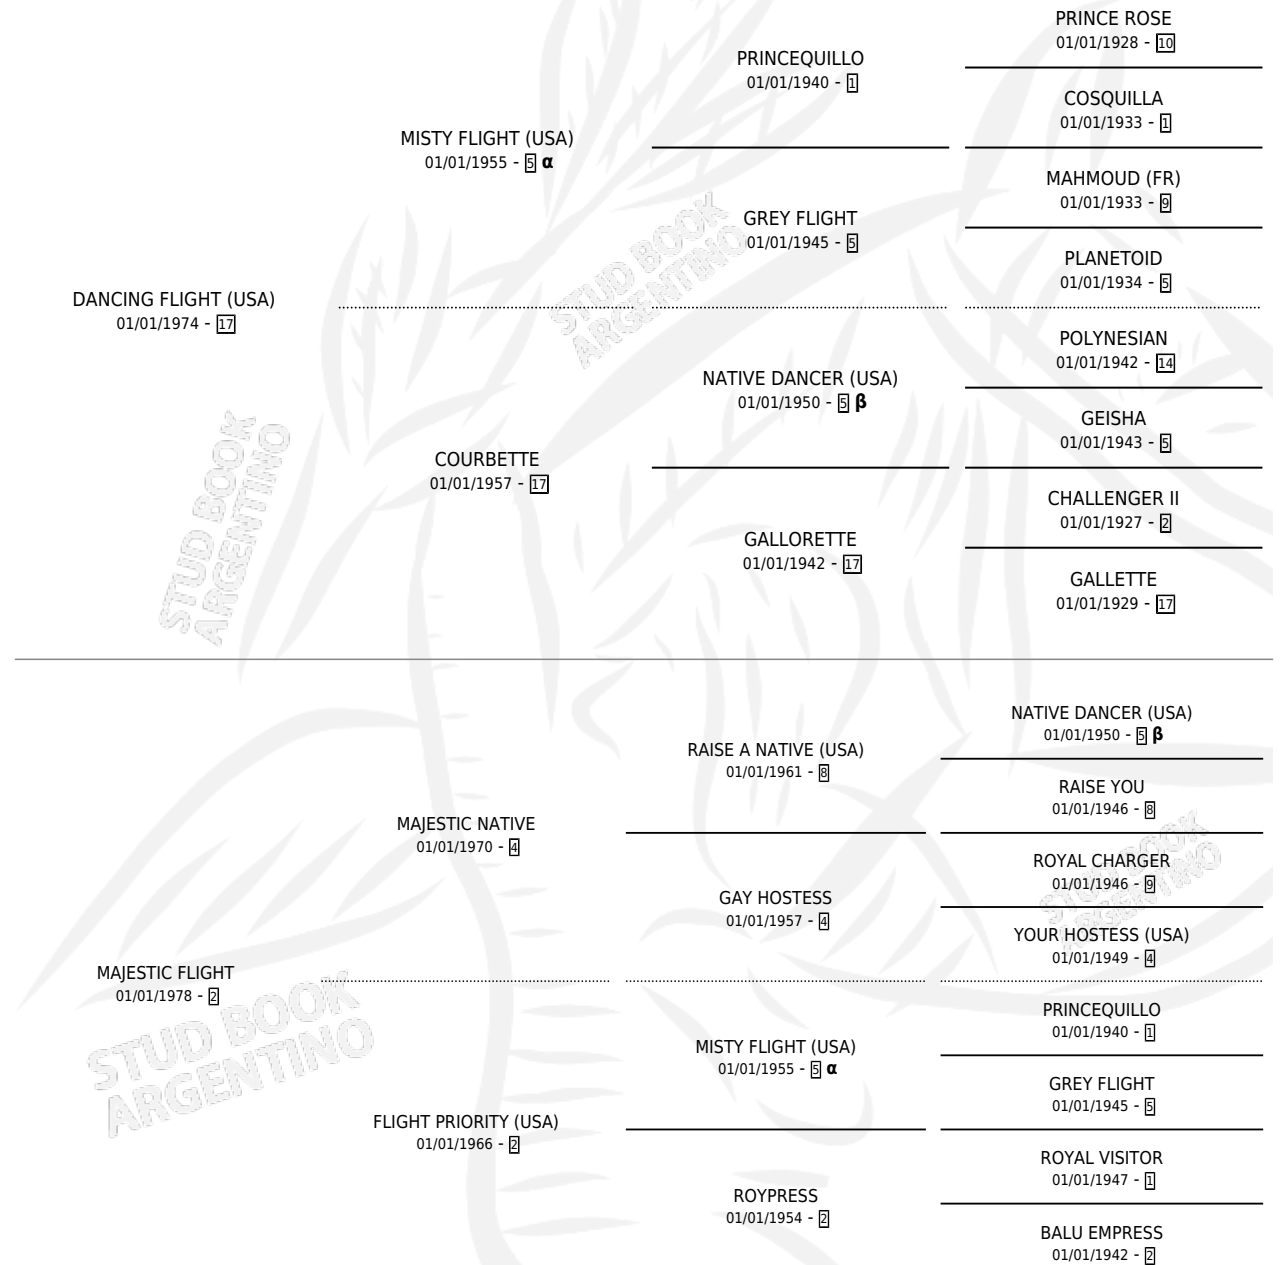 PRINCE ROSE
01/01/1928 - 10
PRINCEQUILLO
01/01/1940 - 1
COSQUILLA
01/01/1933 - 1
MISTY FLIGHT (USA)
01/01/1955 - 5 α
MAHMOUD (FR)
01/01/1933 - 9
GREY FLIGHT
01/01/1945 - 5
PLANETOID
01/01/1934 - 5
DANCING FLIGHT (USA)
01/01/1974 - 17
POLYNESIAN
01/01/1942 - 14
NATIVE DANCER (USA)
01/01/1950 - 5 β
GEISHA
01/01/1943 - 5
COURBETTE
01/01/1957 - 17
CHALLENGER II
01/01/1927 - 2
GALLORETTE
01/01/1942 - 17
GALLETTE
01/01/1929 - 17
NATIVE DANCER (USA)
01/01/1950 - 5 β
RAISE A NATIVE (USA)
01/01/1961 - 8
RAISE YOU
01/01/1946 - 8
MAJESTIC NATIVE
01/01/1970 - 4
ROYAL CHARGER
01/01/1946 - 9
GAY HOSTESS
01/01/1957 - 4
YOUR HOSTESS (USA)
01/01/1949 - 4
MAJESTIC FLIGHT
01/01/1978 - 2
PRINCEQUILLO
01/01/1940 - 1
MISTY FLIGHT (USA)
01/01/1955 - 5 α
GREY FLIGHT
01/01/1945 - 5
FLIGHT PRIORITY (USA)
01/01/1966 - 2
ROYAL VISITOR
01/01/1947 - 1
ROYPRESS
01/01/1954 - 2
BALU EMPRESS
01/01/1942 - 2
STUD BOOK
ARGENTINO
STUD BOOK
ARGENTINO
STUD BOOK
ARGENTINO
STUD BOOK
ARGENTINO